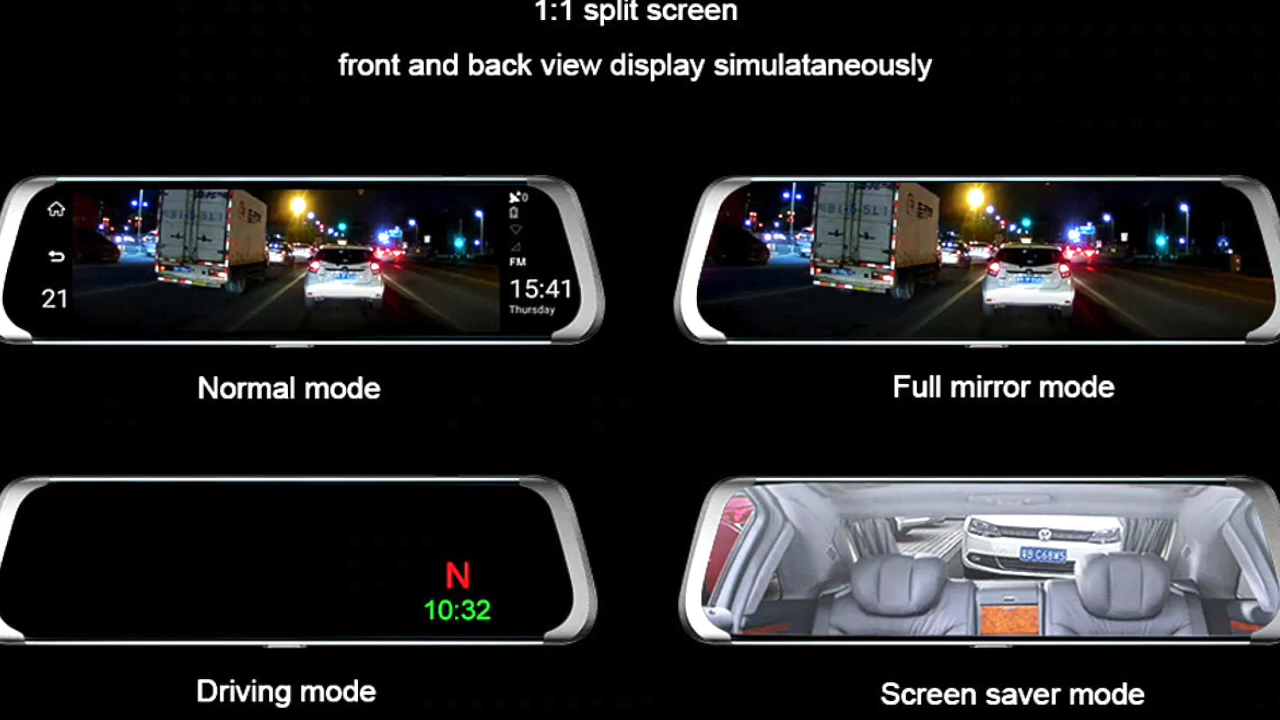 1:1 split screen
front and back view display simulataneously
0
FM
21
15:41
Thursday
Normal mode
Full mirror mode
N
10:32
Driving mode
Screen saver mode